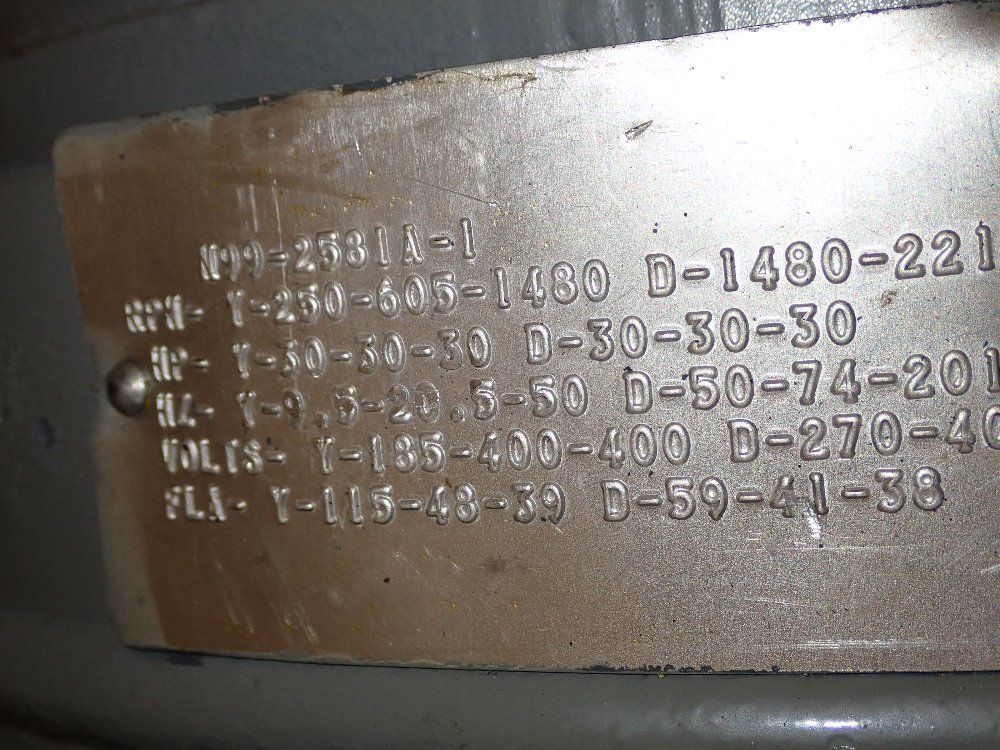 N99-2581A-1
RPM- Y-250-605-1480 D-1480-221
HP- Y-30-30-30 D-30-30-30
HZ- Y-9.5-20.5-50 D-50-74-201
VOLTS- Y-185-400-400 D-270-40
FLA- Y-115-48-39 D-59-41-38